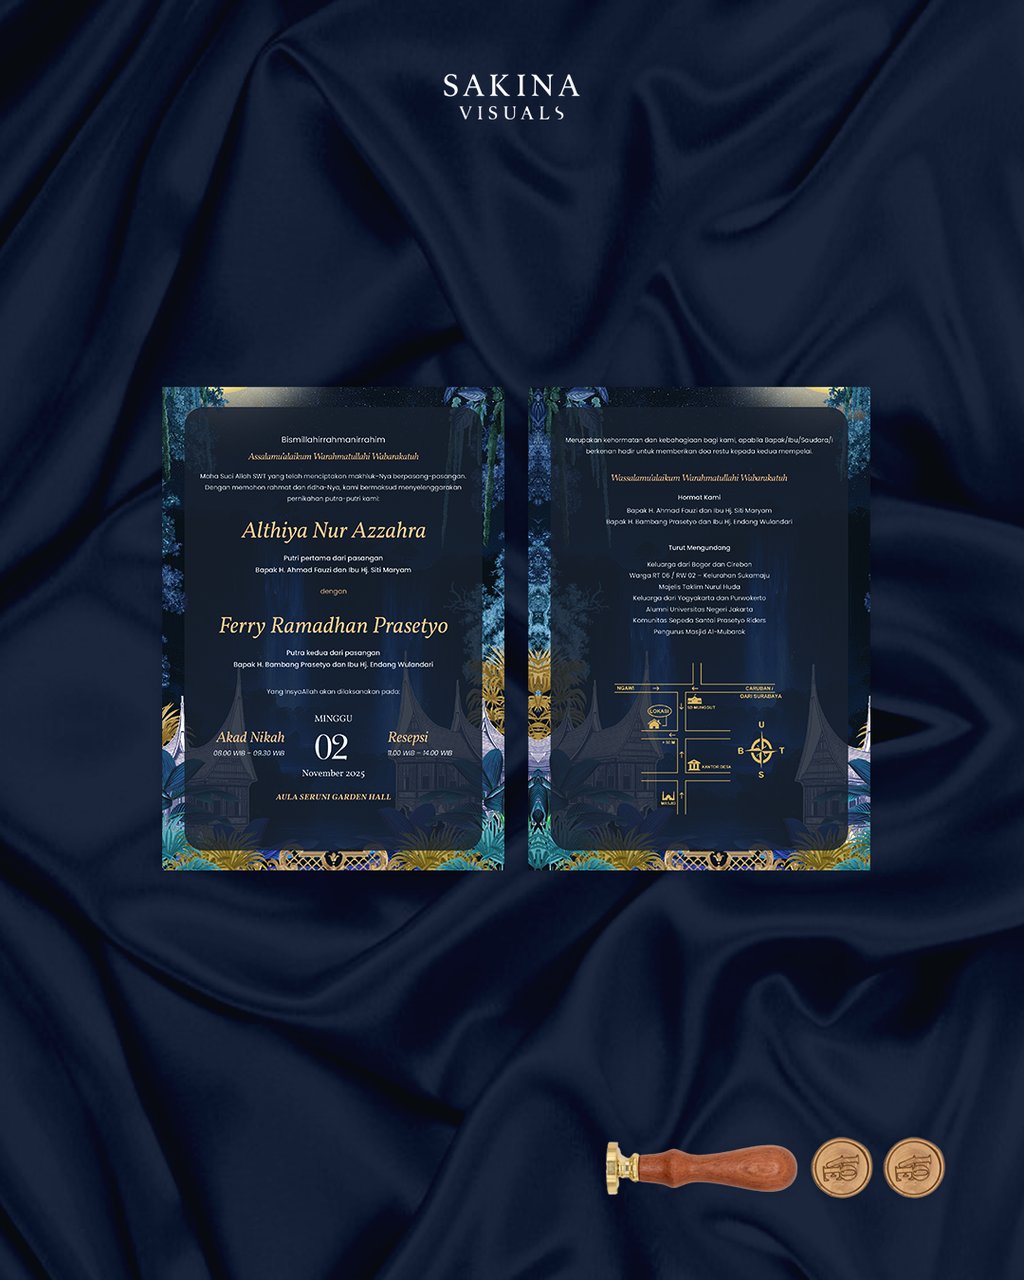 SAKINA
VISUALS
Bismillahirrahmanirrahim
Assalamu'alaikum Warahmatullahi Wabarakatuh
Maha Suci Allah SWT yang telah menciptakan makhluk-Nya berpasang-pasangan.
Dengan memohon rahmat dan ridha-Nya, kami bermaksud menyelenggarakan
pernikahan putra-putri kami:
Althiya Nur Azzahra
Putri pertama dari pasangan
Bapak H. Ahmad Fauzi dan Ibu Hj. Siti Maryam
dengan
Ferry Ramadhan Prasetyo
Putra kedua dari pasangan
Bapak H. Bambang Prasetyo dan Ibu Hj. Endang Wulandari
Yang InsyaAllah akan dilaksanakan pada:
MINGGU
Akad Nikah
08.00 WIB – 09.30 WIB
02
Resepsi
11.00 WIB – 14.00 WIB
November 2025
AULA SERUNI GARDEN HALL
Merupakan kehormatan dan kebahagiaan bagi kami, apabila Bapak/Ibu/Saudara/i
berkenan hadir untuk memberikan doa restu kepada kedua mempelai.
Wassalamu'alaikum Warahmatullahi Wabarakatuh
Hormat Kami
Bapak H. Ahmad Fauzi dan Ibu Hj. Siti Maryam
Bapak H. Bambang Prasetyo dan Ibu Hj. Endang Wulandari
Turut Mengundang
Keluarga dari Bogor dan Cirebon
Warga RT 06 / RW 02 – Kelurahan Sukamaju
Majelis Taklim Nurul Huda
Keluarga dari Yogyakarta dan Purwokerto
Alumni Universitas Negeri Jakarta
Komunitas Sepeda Santai Prasetyo Riders
Pengurus Masjid Al-Mubarok
NGAWI
CARUBAN /
DARI SURABAYA
LOKASI
SD MUNGGUT
± 50 M
KANTOR DESA
MASJID
U
B
T
S
LOVE
LOVE